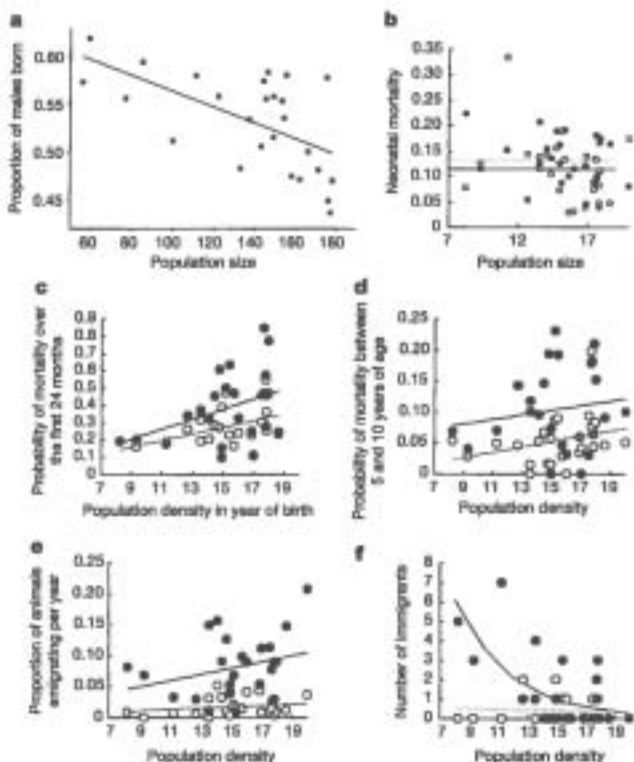 a
Proportion of males born
0.60
0.55
0.50
0.45
60 80 100 120 140 160 180
Population size
b
Neonatal mortality
0.35
0.30
0.25
0.20
0.15
0.10
0.05
0
7 12 17
Population size
c
Probability of mortality over
the first 24 months
0.9
0.8
0.7
0.6
0.5
0.4
0.3
0.2
0.1
0
7 9 11 13 15 17 19
Population density in year of birth
d
Probability of mortality between
5 and 10 years of age
0.25
0.20
0.15
0.10
0.05
0
7 9 11 13 15 17 19
Population density
e
Proportion of animals
emigrating per year
0.25
0.20
0.15
0.10
0.05
0
7 9 11 13 15 17 19
Population density
f
Number of immigrants
8
7
6
5
4
3
2
1
0
7 9 11 13 15 17 19
Population density